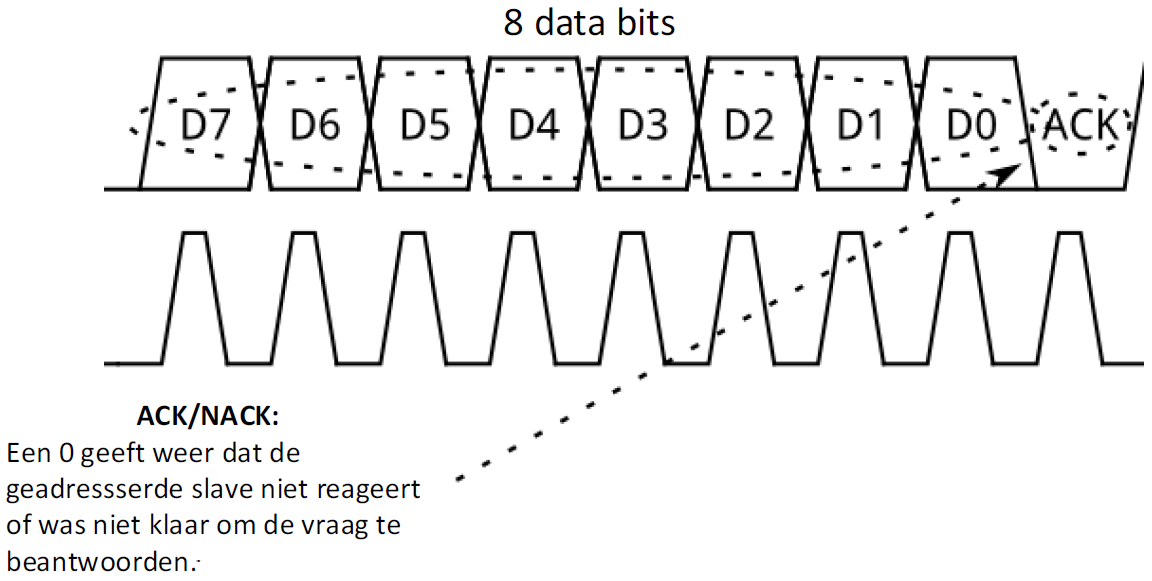 8 data bits
D7 D6 D5 D4 D3 D2 D1 D0 ACK
ACK/NACK:
Een 0 geeft weer dat de
geadressserde slave niet reageert
of was niet klaar om de vraag te
beantwoorden.